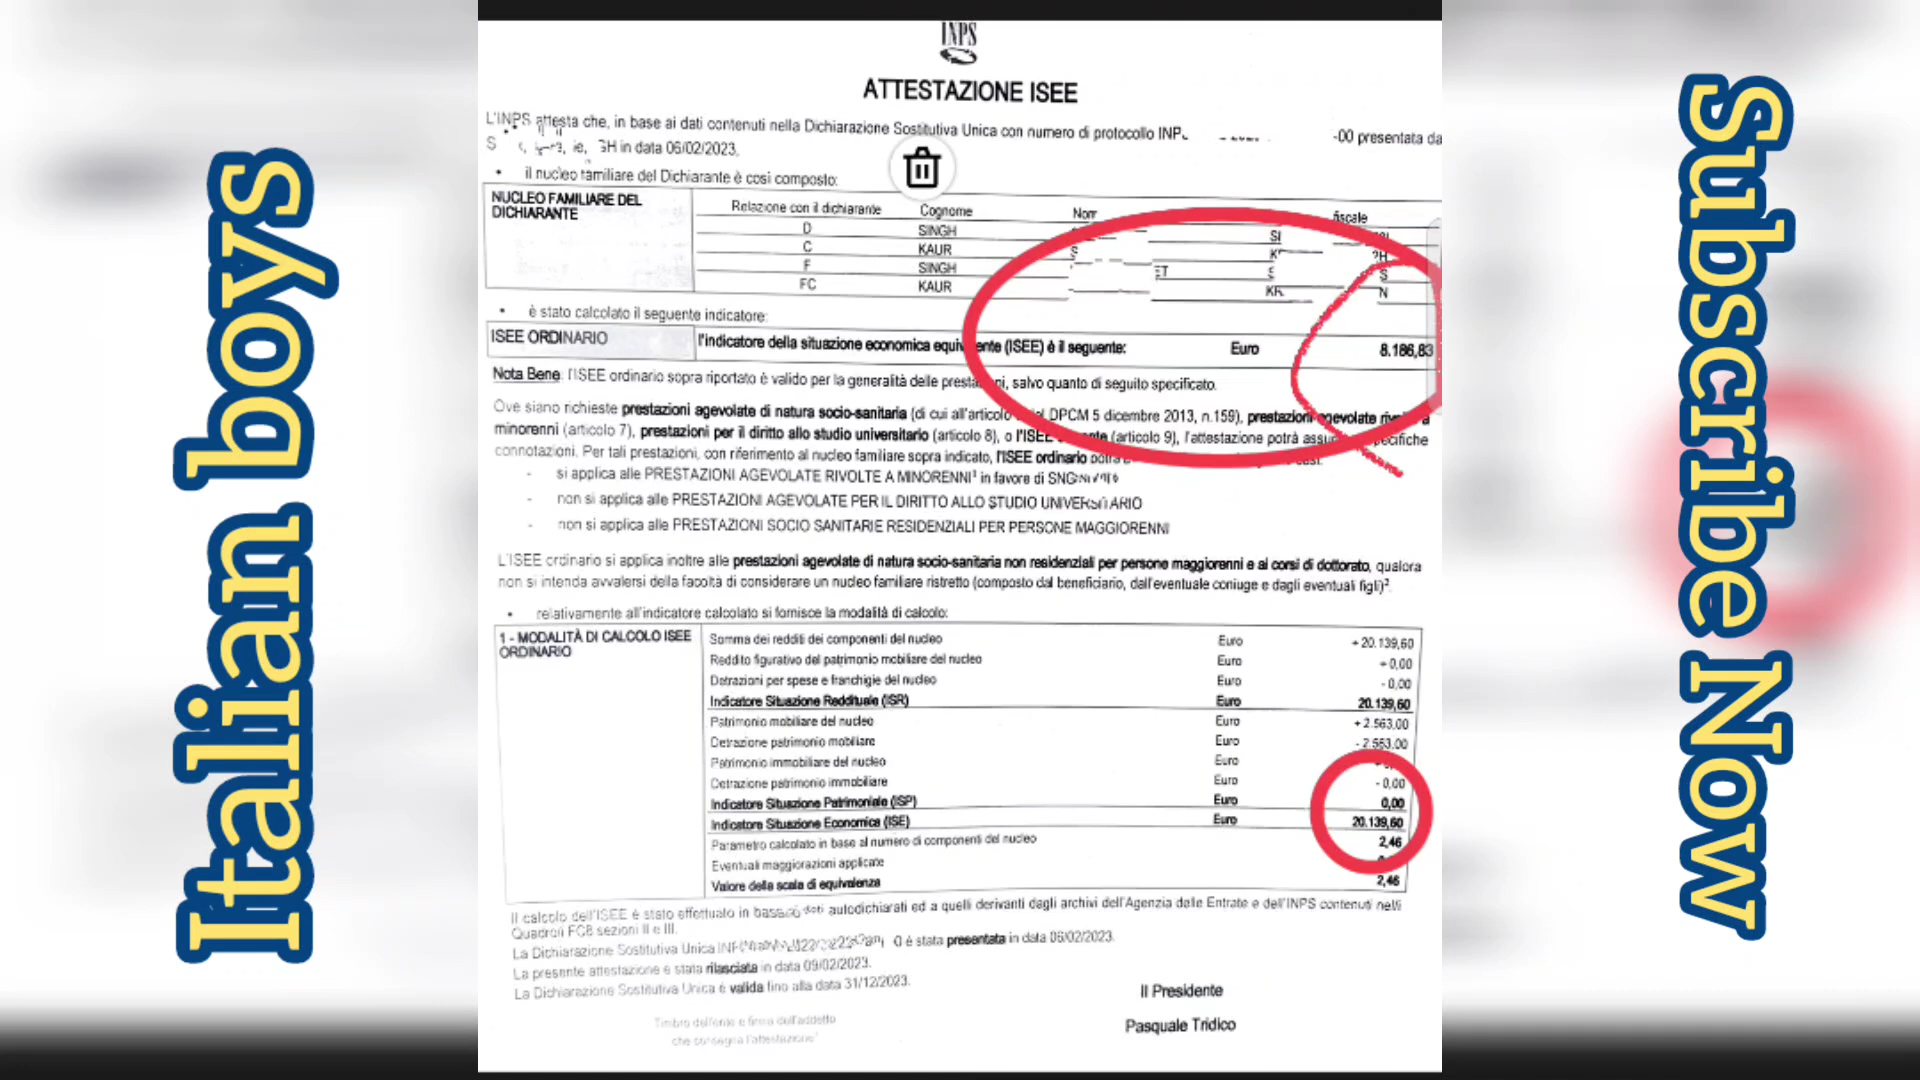 Italian boys
INPS
ATTESTAZIONE ISEE
L'INPS attesta che, in base ai dati contenuti nella Dichiarazione Sostitutiva Unica con numero di protocollo -00 presentata da
in data 06/02/2023,
• il nucleo familiare del Dichiarante è così composto:
NUCLEO FAMILIARE DEL DICHIARANTE
Relazione con il dichiarante Cognome fiscale
D SINGH
C KAUR
F SINGH
FC KAUR
• è stato calcolato il seguente indicatore:
ISEE ORDINARIO l'indicatore della situazione economica equivalente (ISEE) è il seguente: Euro 8.186,83
Nota Bene: l'ISEE ordinario sopra riportato è valido per la generalità delle prestazioni, salvo quanto di seguito specificato.
Ove siano richieste prestazioni agevolate di natura socio-sanitaria (di cui all'articolo DPCM 5 dicembre 2013, n.159), prestazioni agevolate
minorenni (articolo 7), prestazioni per il diritto allo studio universitario (articolo 8), o l'ISEE (articolo 9), l'attestazione potrà
connotazioni. Per tali prestazioni, con riferimento al nucleo familiare sopra indicato, l'ISEE ordinario
- si applica alle PRESTAZIONI AGEVOLATE RIVOLTE A MINORENNI¹ in favore di
- non si applica alle PRESTAZIONI AGEVOLATE PER IL DIRITTO ALLO STUDIO UNIVERSITARIO
- non si applica alle PRESTAZIONI SOCIO SANITARIE RESIDENZIALI PER PERSONE MAGGIORENNI
L'ISEE ordinario si applica inoltre alle prestazioni agevolate di natura socio-sanitaria non residenziali per persone maggiorenni e ai corsi di dottorato, qualora
non si intenda avvalersi della facoltà di considerare un nucleo familiare ristretto (composto dal beneficiario, dall'eventuale coniuge e dagli eventuali figli)².
• relativamente all'indicatore calcolato si fornisce la modalità di calcolo:
1 - MODALITÀ DI CALCOLO ISEE ORDINARIO
Somma dei redditi dei componenti del nucleo Euro + 20.139,60
Reddito figurativo del patrimonio mobiliare del nucleo Euro + 0,00
Detrazioni per spese e franchigie del nucleo Euro - 0,00
Indicatore Situazione Reddituale (ISR) Euro 20.139,60
Patrimonio mobiliare del nucleo Euro + 2.563,00
Detrazione patrimonio mobiliare Euro - 2.563,00
Patrimonio immobiliare del nucleo Euro
Detrazione patrimonio immobiliare Euro - 0,00
Indicatore Situazione Patrimoniale (ISP) Euro 0,00
Indicatore Situazione Economica (ISE) Euro 20.139,60
Parametro calcolato in base al numero di componenti del nucleo 2,46
Eventuali maggiorazioni applicate
Valore della scala di equivalenza 2,46
Il calcolo dell'ISEE è stato effettuato in base dati autodichiarati ed a quelli derivanti dagli archivi dell'Agenzia delle Entrate e dell'INPS contenuti nelli
Quadro/i FC8 sezioni II e III.
La Dichiarazione Sostitutiva Unica è stata presentata in data 06/02/2023.
La presente attestazione è stata rilasciata in data 09/02/2023.
La Dichiarazione Sostitutiva Unica è valida fino alla data 31/12/2023.
Il Presidente
Pasquale Tridico
Timbro dell'ente e firma dell'addetto
che consegna l'attestazione
Subscribe Now